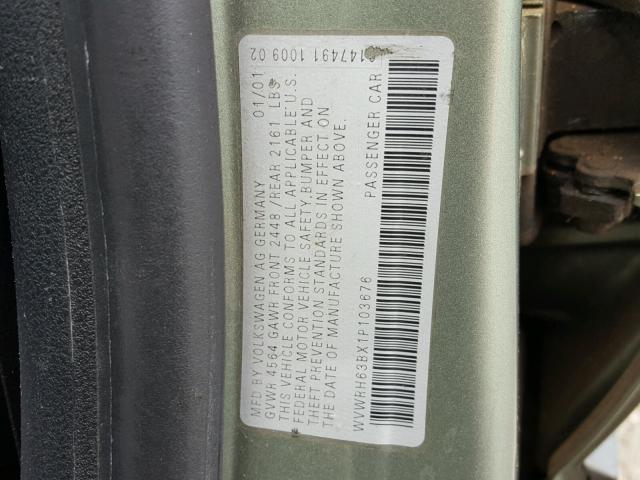 MFD BY VOLKSWAGEN AG GERMANY 01/01
GVWR 4564 GAWR FRONT 2448 /REAR 2161 LBS
THIS VEHICLE CONFORMS TO ALL APPLICABLE U.S.
FEDERAL MOTOR VEHICLE SAFETY, BUMPER AND
THEFT PREVENTION STANDARDS IN EFFECT ON
THE DATE OF MANUFACTURE SHOWN ABOVE.
WVWRH63BX1P103676 PASSENGER CAR
147491 1009 02